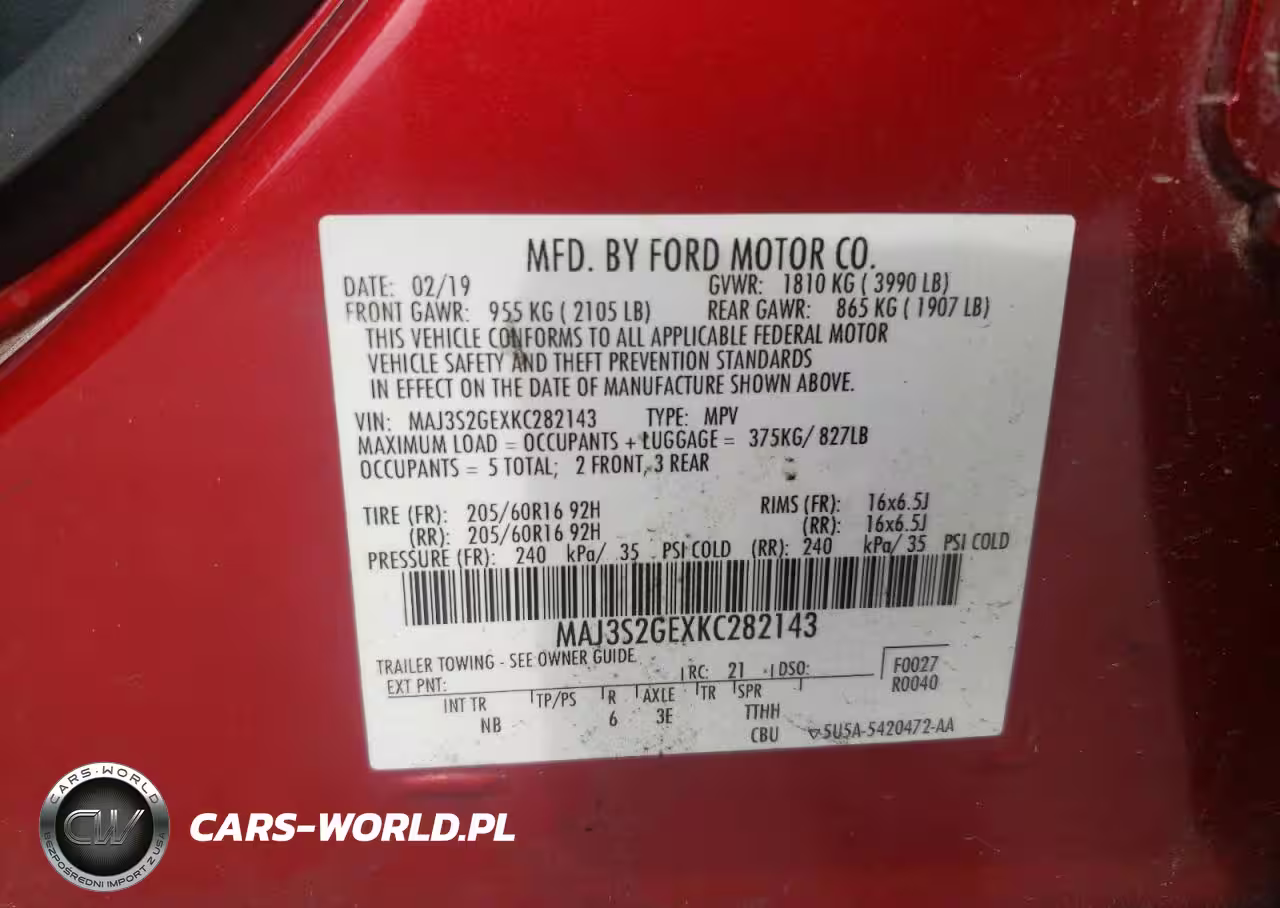 MFD. BY FORD MOTOR CO.
DATE: 02/19 GVWR: 1810 KG ( 3990 LB)
FRONT GAWR: 955 KG ( 2105 LB) REAR GAWR: 865 KG ( 1907 LB)
THIS VEHICLE CONFORMS TO ALL APPLICABLE FEDERAL MOTOR
VEHICLE SAFETY AND THEFT PREVENTION STANDARDS
IN EFFECT ON THE DATE OF MANUFACTURE SHOWN ABOVE.
VIN: MAJ3S2GEXKC282143 TYPE: MPV
MAXIMUM LOAD = OCCUPANTS + LUGGAGE = 375KG/ 827LB
OCCUPANTS = 5 TOTAL; 2 FRONT, 3 REAR
TIRE (FR): 205/60R16 92H RIMS (FR): 16x6.5J
(RR): 205/60R16 92H (RR): 16x6.5J
PRESSURE (FR): 240 kPa/ 35 PSI COLD (RR): 240 kPa/ 35 PSI COLD
MAJ3S2GEXKC282143
TRAILER TOWING - SEE OWNER GUIDE
EXT PNT: RC: 21 DSO: F0027
R0040
INT TR TP/PS R AXLE TR SPR
NB 6 3E TTHH
CBU 5U5A-5420472-AA
CARS-WORLD
CW
BEZPOŚREDNI IMPORT Z USA
CARS-WORLD.PL